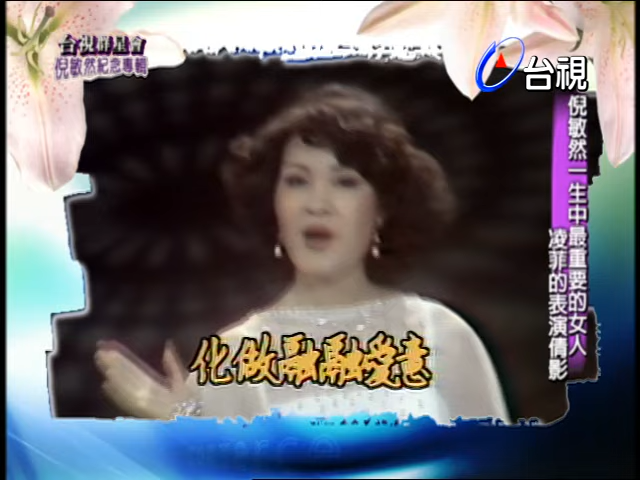 台視群星會
倪敏然紀念專輯
台視
倪敏然一生中最重要的女人
凌菲的表演倩影
化做融融愛意